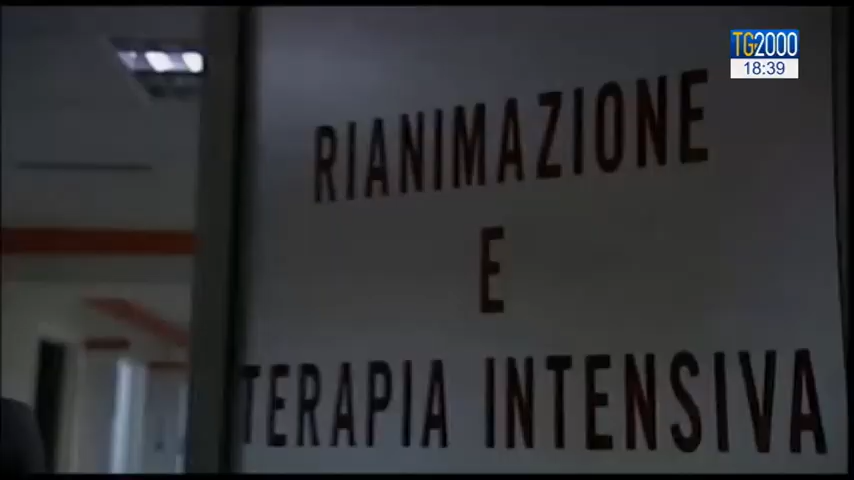 TG2000
18:39
RIANIMAZIONE
E
TERAPIA INTENSIVA